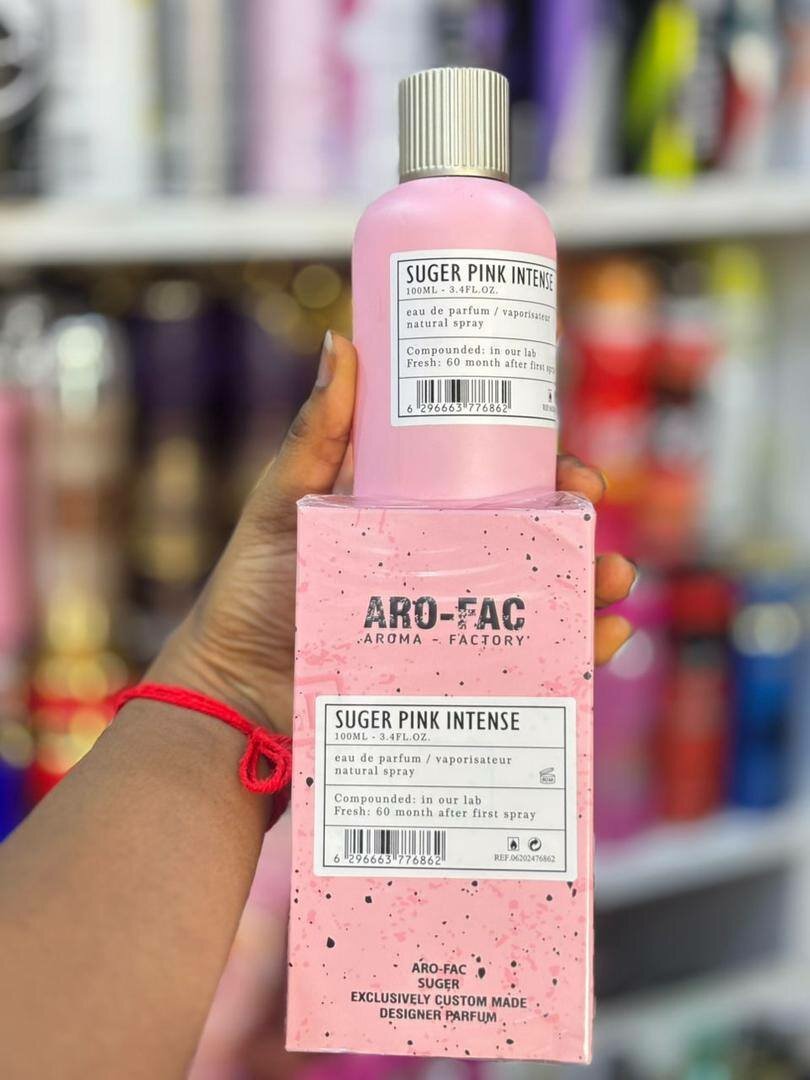 SUGER PINK INTENSE
100ML - 3.4FL.OZ.
eau de parfum / vaporisateur
natural spray
Compounded: in our lab
Fresh: 60 month after first
6 296663 776862
ARO-FAC
AROMA - FACTORY
SUGER PINK INTENSE
100ML - 3.4FL.OZ.
eau de parfum / vaporisateur
natural spray
Compounded: in our lab
Fresh: 60 month after first spray
6 296663 776862
REF.06202476862
ARO-FAC
SUGER
EXCLUSIVELY CUSTOM MADE
DESIGNER PARFUM